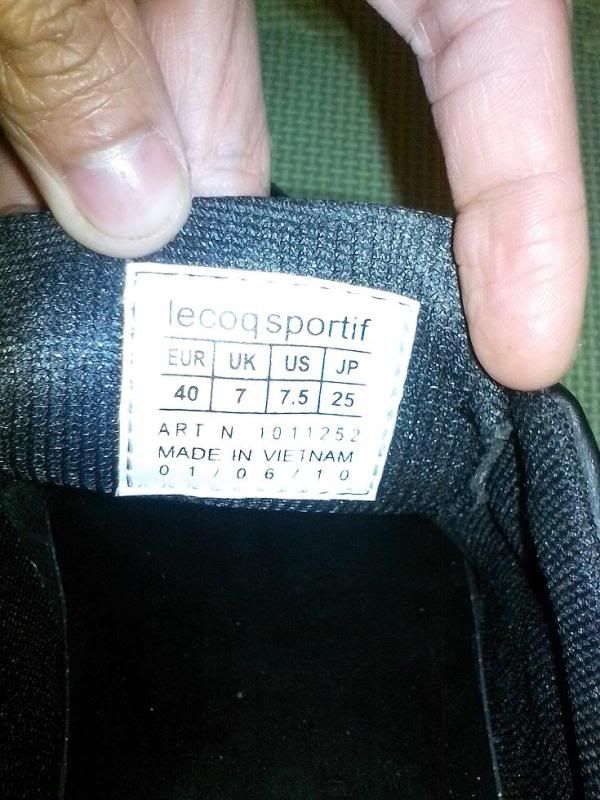 lecoqsportif
EUR UK US JP
40 7 7.5 25
ART N 1011252
MADE IN VIETNAM
01/06/10